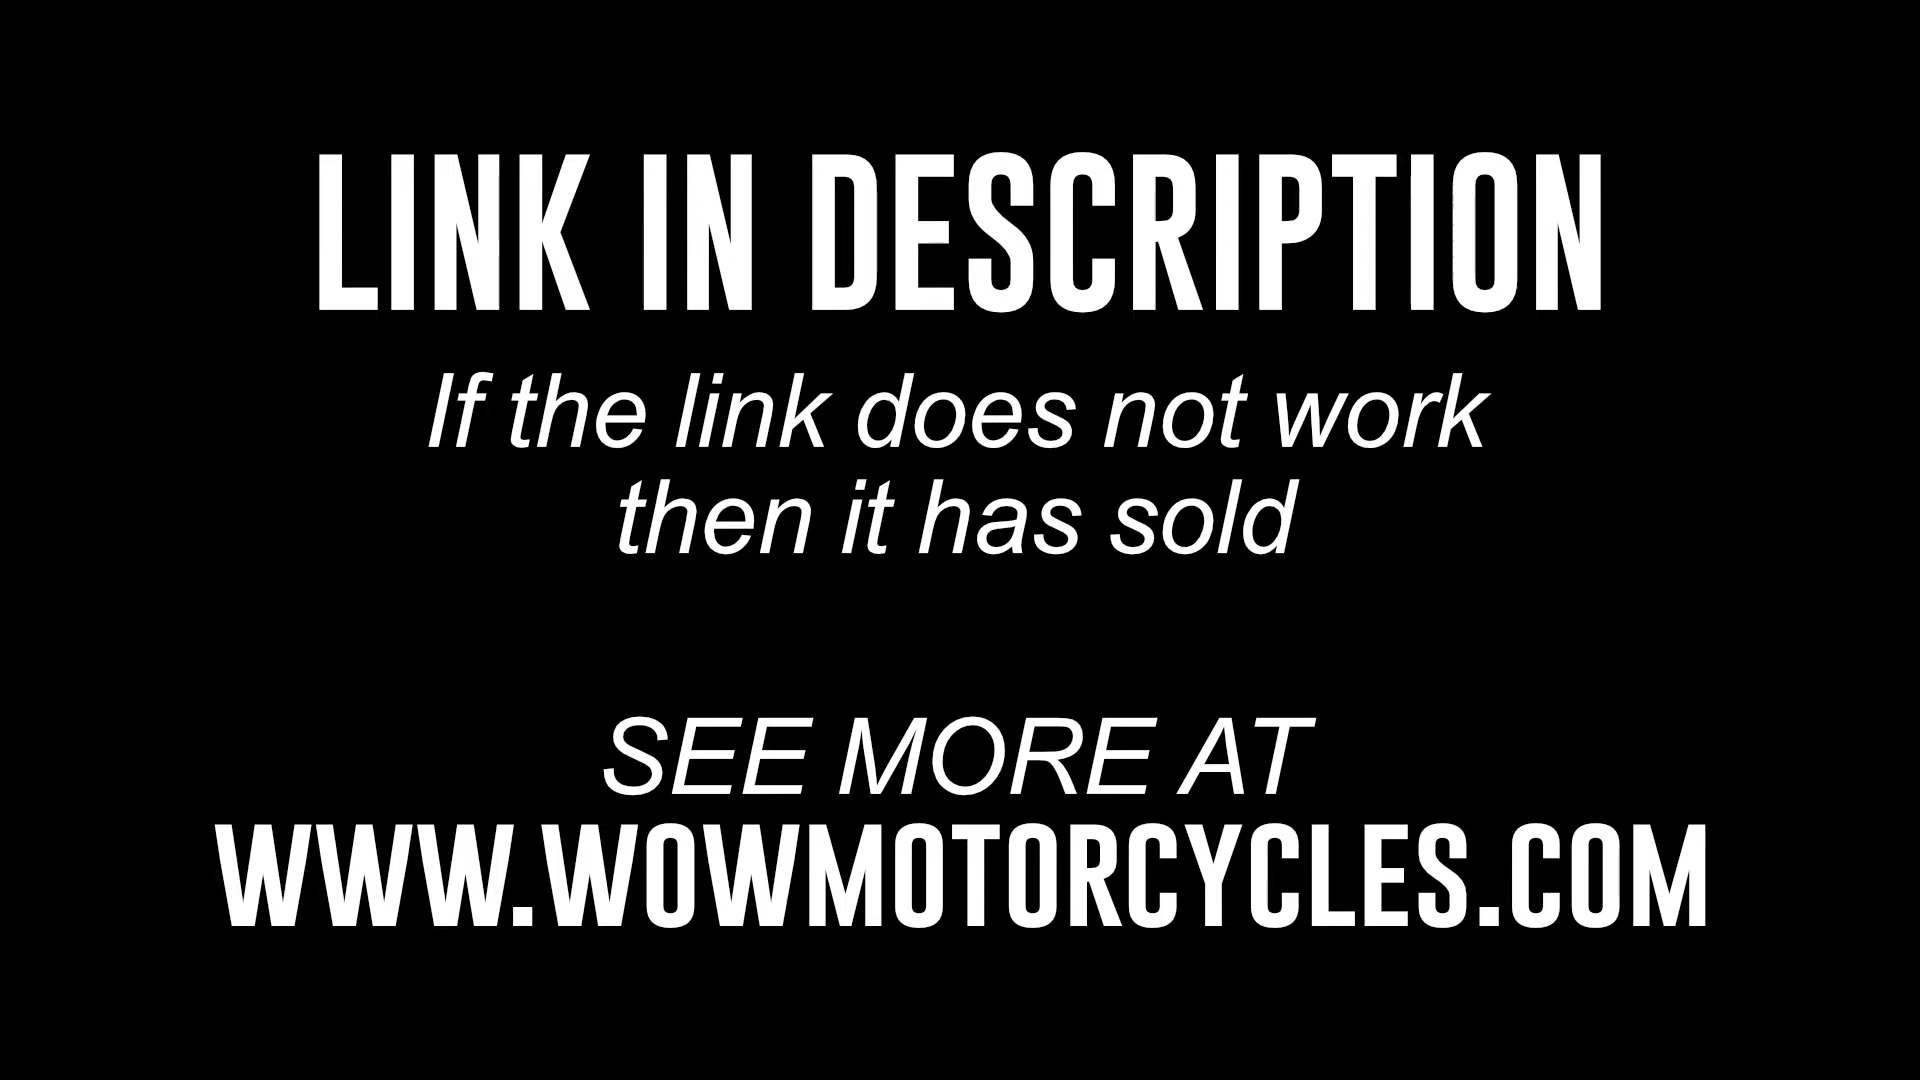 LINK IN DESCRIPTION
If the link does not work
then it has sold
SEE MORE AT
WWW.WOWMOTORCYCLES.COM